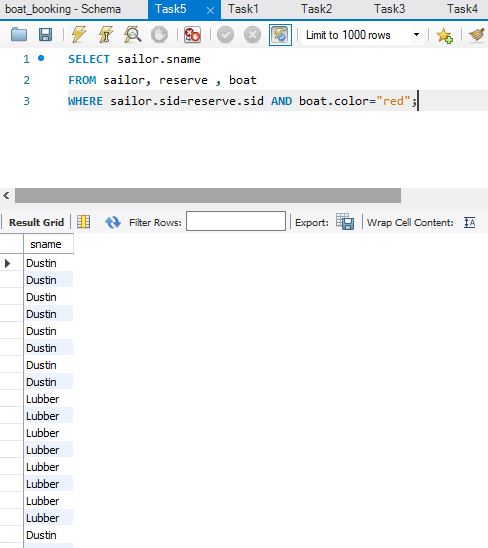 boat_booking - Schema Task5 × Task1 Task2 Task3 Task4
Limit to 1000 rows
1 SELECT sailor.sname
2 FROM sailor, reserve , boat
3 WHERE sailor.sid=reserve.sid AND boat.color="red";
Result Grid Filter Rows: Export: Wrap Cell Content: IA
sname
Dustin
Dustin
Dustin
Dustin
Dustin
Dustin
Dustin
Dustin
Lubber
Lubber
Lubber
Lubber
Lubber
Lubber
Lubber
Lubber
Dustin